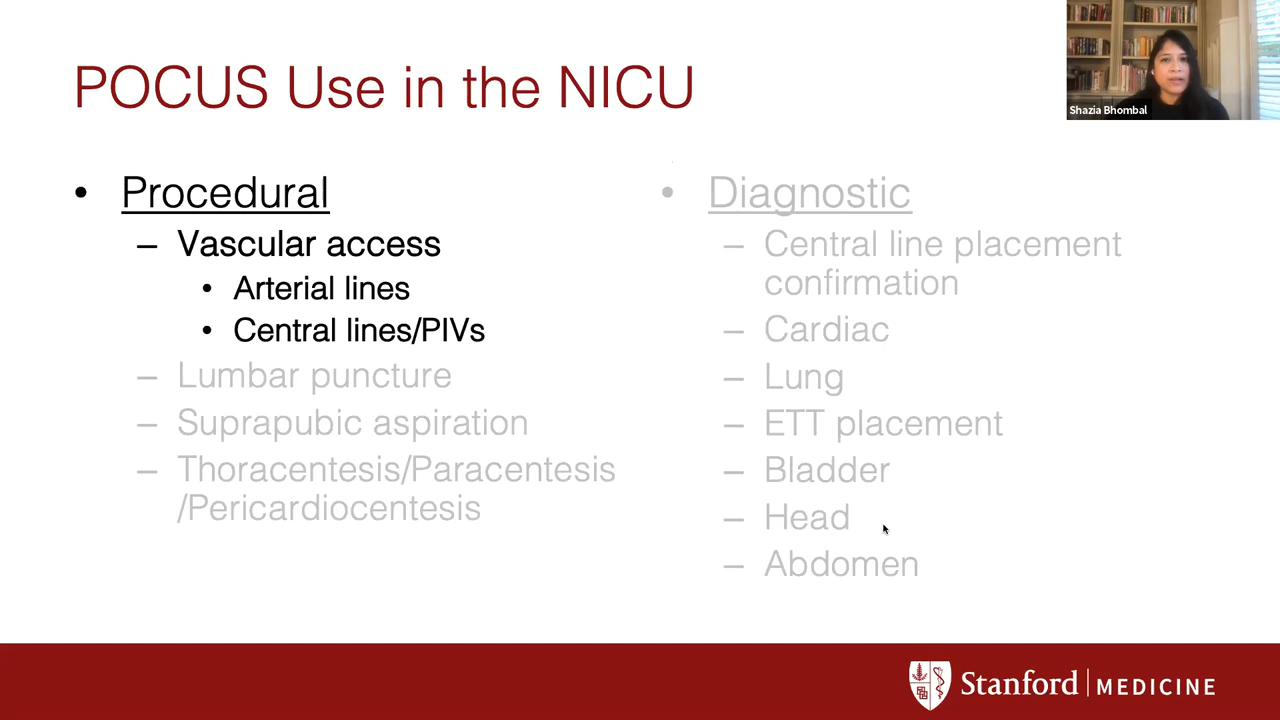 POCUS Use in the NICU
Shazia Bhombal
• Procedural
– Vascular access
• Arterial lines
• Central lines/PIVs
– Lumbar puncture
– Suprapubic aspiration
– Thoracentesis/Paracentesis
/Pericardiocentesis
• Diagnostic
– Central line placement
confirmation
– Cardiac
– Lung
– ETT placement
– Bladder
– Head
– Abdomen
Stanford MEDICINE